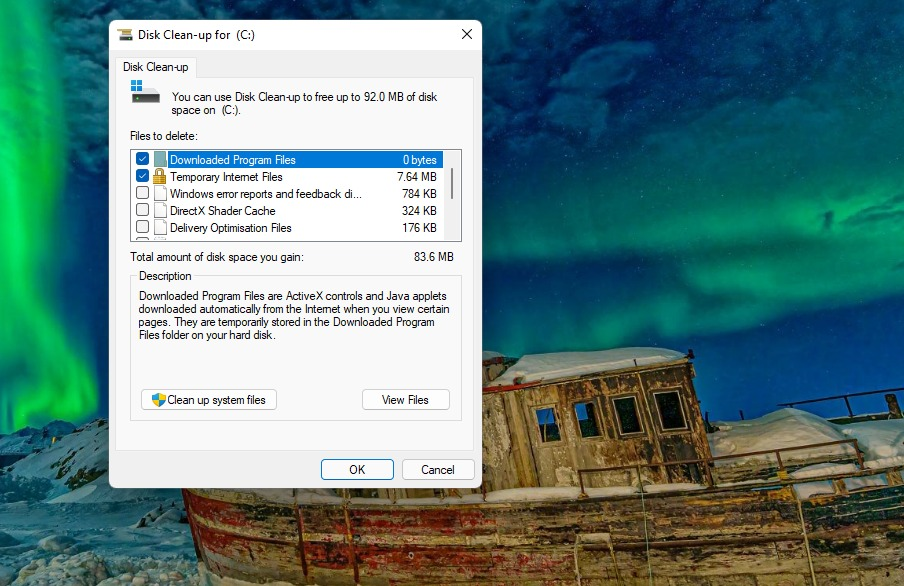 Disk Clean-up for (C:)
Disk Clean-up
You can use Disk Clean-up to free up to 92.0 MB of disk
space on (C:).
Files to delete:
Downloaded Program Files 0 bytes
Temporary Internet Files 7.64 MB
Windows error reports and feedback di... 784 KB
DirectX Shader Cache 324 KB
Delivery Optimisation Files 176 KB
Total amount of disk space you gain: 83.6 MB
Description
Downloaded Program Files are ActiveX controls and Java applets
downloaded automatically from the Internet when you view certain
pages. They are temporarily stored in the Downloaded Program
Files folder on your hard disk.
Clean up system files View Files
OK Cancel